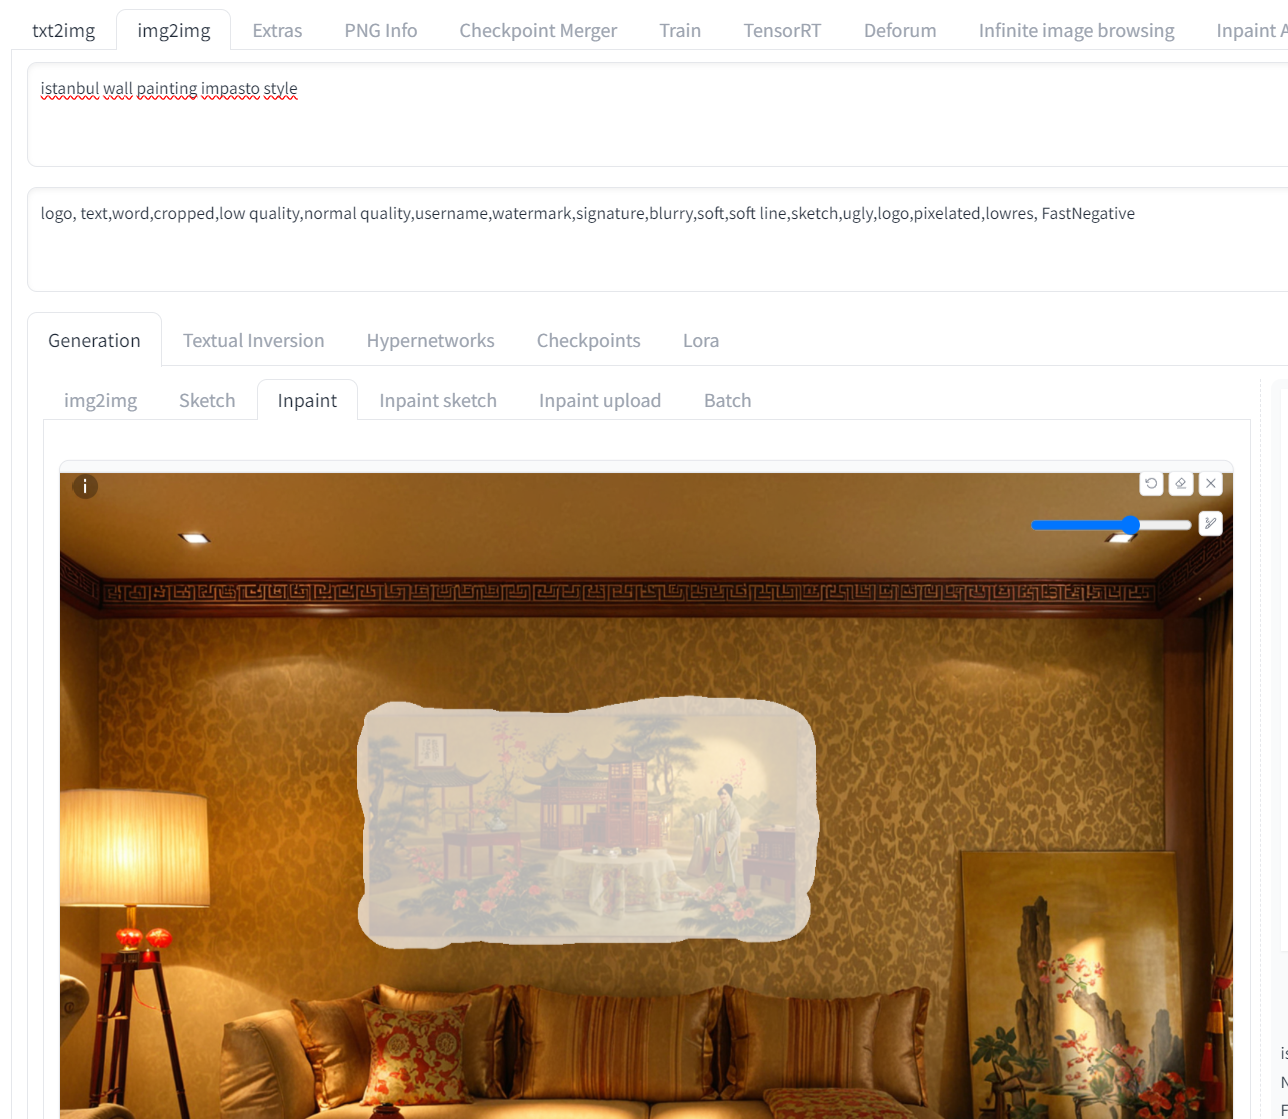 txt2img img2img Extras PNG Info Checkpoint Merger Train TensorRT Deforum Infinite image browsing Inpaint
istanbul wall painting impasto style
logo, text,word,cropped,low quality,normal quality,username,watermark,signature,blurry,soft,soft line,sketch,ugly,logo,pixelated,lowres, FastNegative
Generation Textual Inversion Hypernetworks Checkpoints Lora
img2img Sketch Inpaint Inpaint sketch Inpaint upload Batch
i